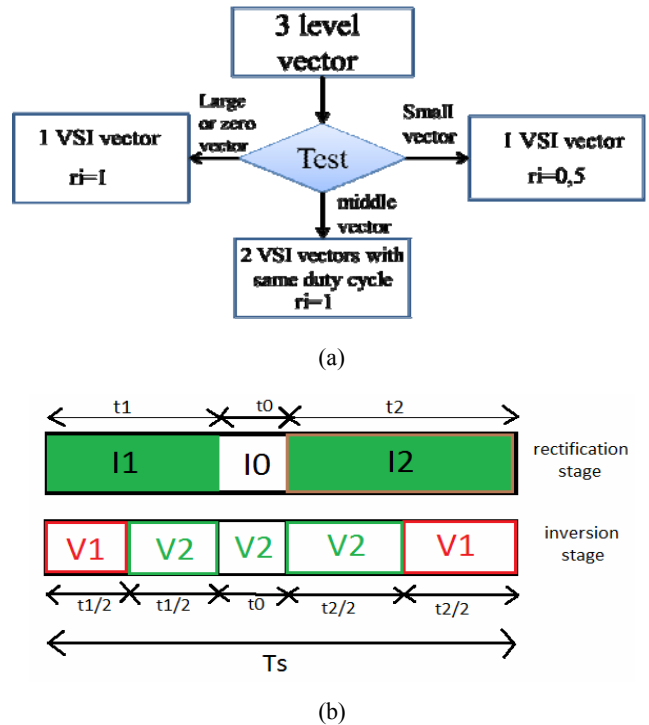 3 level
vector
Large
or zero
vector
Small
vector
1 VSI vector
ri=1
Test
1 VSI vector
ri=0,5
middle
vector
2 VSI vectors with
same duty cycle
ri=1
(a)
t1 t0 t2
I1 I0 I2
rectification
stage
V1 V2 V2 V2 V1
inversion
stage
t1/2 t1/2 t0 t2/2 t2/2
Ts
(b)